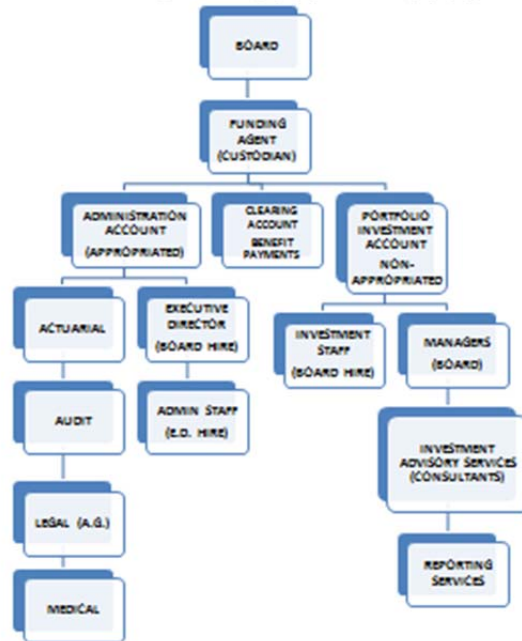 BOARD
FUNDING
AGENT
(CUSTODIAN)
ADMINISTRATION
ACCOUNT
(APPROPRIATED)
CLEARING
ACCOUNT
BENEFIT
PAYMENTS
PORTFOLIO
INVESTMENT
ACCOUNT
NON-
APPROPRIATED
ACTUARIAL
EXECUTIVE
DIRECTOR
(BOARD HIRE)
INVESTMENT
STAFF
(BOARD HIRE)
MANAGERS
(BOARD)
AUDIT
ADMIN STAFF
(E.D. HIRE)
INVESTMENT
ADVISORY SERVICES
(CONSULTANTS)
LEGAL (A.G.)
REPORTING
SERVICES
MEDICAL